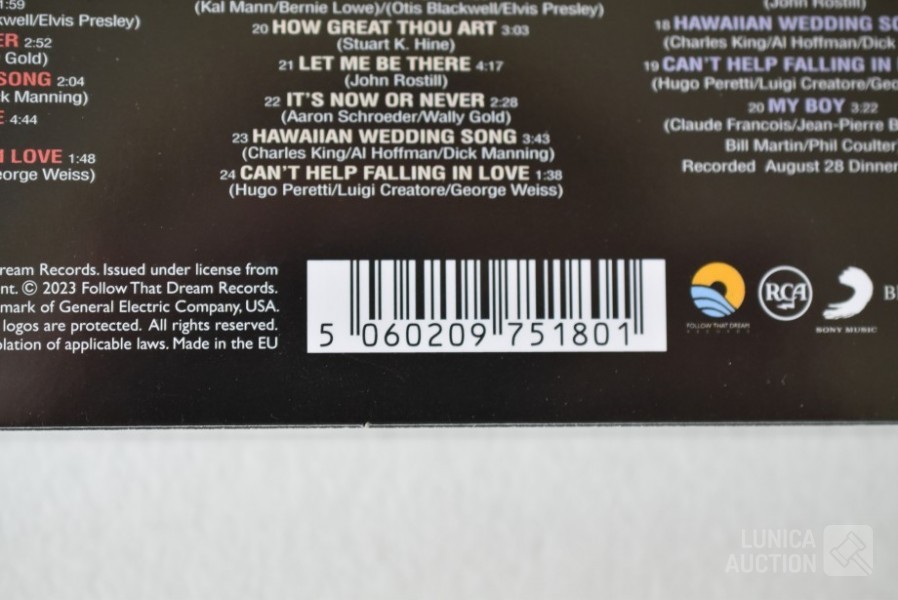 1:59
(Kal Mann/Bernie Lowe)/(Otis Blackwell/Elvis Presley)
kwell/Elvis Presley)
20 HOW GREAT THOU ART 3:03
(Stuart K. Hine)
ER 2:52
Gold)
21 LET ME BE THERE 4:17
(John Rostill)
SONG 2:04
ck Manning)
22 IT'S NOW OR NEVER 2:28
(Aaron Schroeder/Wally Gold)
E 4:44
23 HAWAIIAN WEDDING SONG 3:43
(Charles King/Al Hoffman/Dick Manning)
N LOVE 1:48
eorge Weiss)
24 CAN'T HELP FALLING IN LOVE 1:38
(Hugo Peretti/Luigi Creatore/George Weiss)
(John Rostill)
18 HAWAIIAN WEDDING SO
(Charles King/Al Hoffman/Dick
19 CAN'T HELP FALLING IN
(Hugo Peretti/Luigi Creatore/Geo
20 MY BOY 3:22
(Claude Francois/Jean-Pierre B
Bill Martin/Phil Coulter
Recorded August 28 Dinner
ream Records. Issued under license from
nt. © 2023 Follow That Dream Records.
mark of General Electric Company, USA.
logos are protected. All rights reserved.
olation of applicable laws. Made in the EU
5 060209 751801
FOLLOW THAT DREAM
RECORDS
RCA
SONY MUSIC
LUNICA
AUCTION